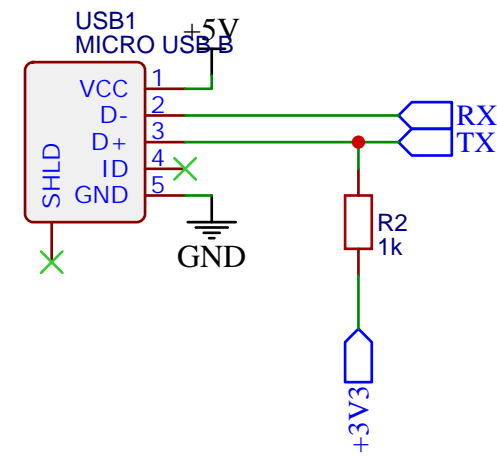 USB1
MICRO USB B
+5V
VCC 1
D- 2
D+ 3
ID 4
GND 5
SHLD
RX
TX
GND
R2
1k
+3V3